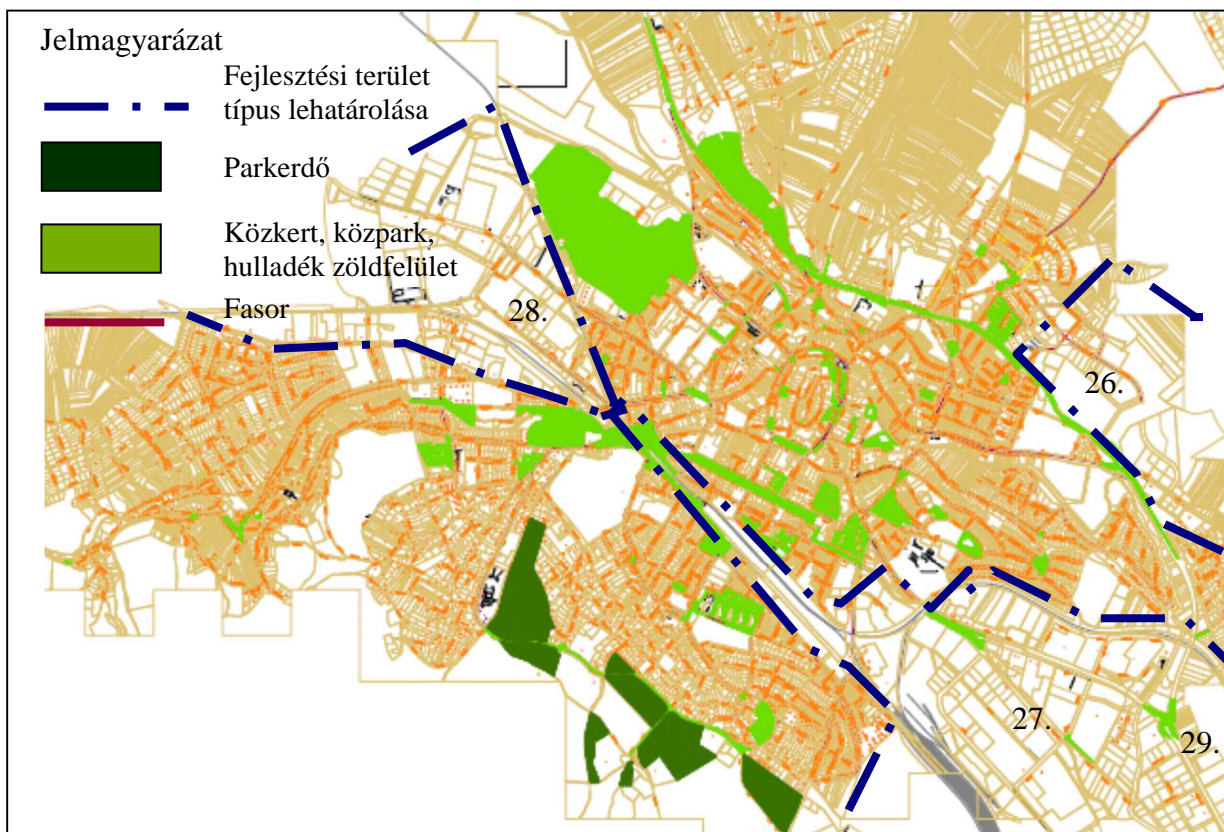 Jelmagyarázat
Fejlesztési terület
típus lehatárolása
Parkerdő
Közkert, közpark,
hulladék zöldfelület
Fasor
28.
26.
27.
29.